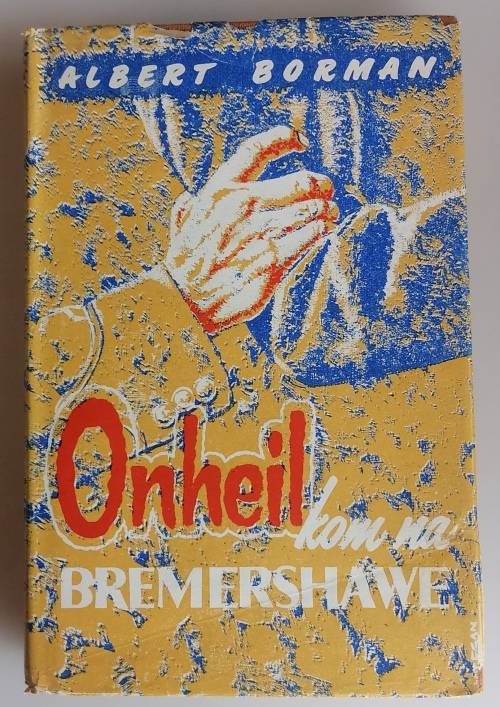 ALBERT BORMAN
Onheil
kom na
BREMERSHAWE